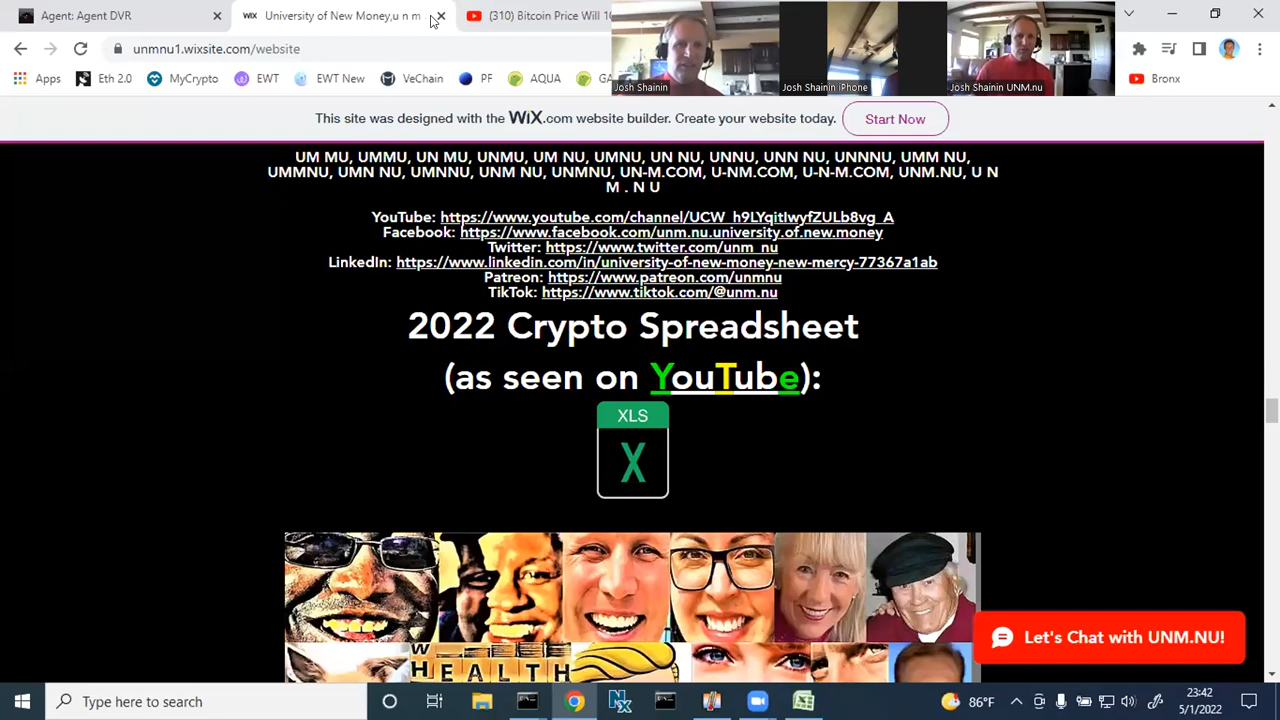 Agent: Agent DVR
WiX University of New Money,u n m
(310) Bitcoin Price Will 10
unmnu1.wixsite.com/website
Apps
Eth 2.0
MyCrypto
EWT
EWT New
VeChain
PF
AQUA
GA
Bronx
Josh Shainin
Josh Shainin iPhone
Josh Shainin UNM.nu
This site was designed with the WiX.com website builder. Create your website today.
Start Now
UM MU, UMMU, UN MU, UNMU, UM NU, UMNU, UN NU, UNNU, UNN NU, UNNNU, UMM NU,
UMMNU, UMN NU, UMNNU, UNM NU, UNMNU, UN-M.COM, U-NM.COM, U-N-M.COM, UNM.NU, U N
M . N U
YouTube: https://www.youtube.com/channel/UCW_h9LYqitIwyfZULb8vg_A
Facebook: https://www.facebook.com/unm.nu.university.of.new.money
Twitter: https://www.twitter.com/unm_nu
LinkedIn: https://www.linkedin.com/in/university-of-new-money-new-mercy-77367a1ab
Patreon: https://www.patreon.com/unmnu
TikTok: https://www.tiktok.com/@unm.nu
2022 Crypto Spreadsheet
(as seen on YouTube):
XLS
X
HEALTH
Let's Chat with UNM.NU!
Type here to search
86°F
23:42
5/1/2022